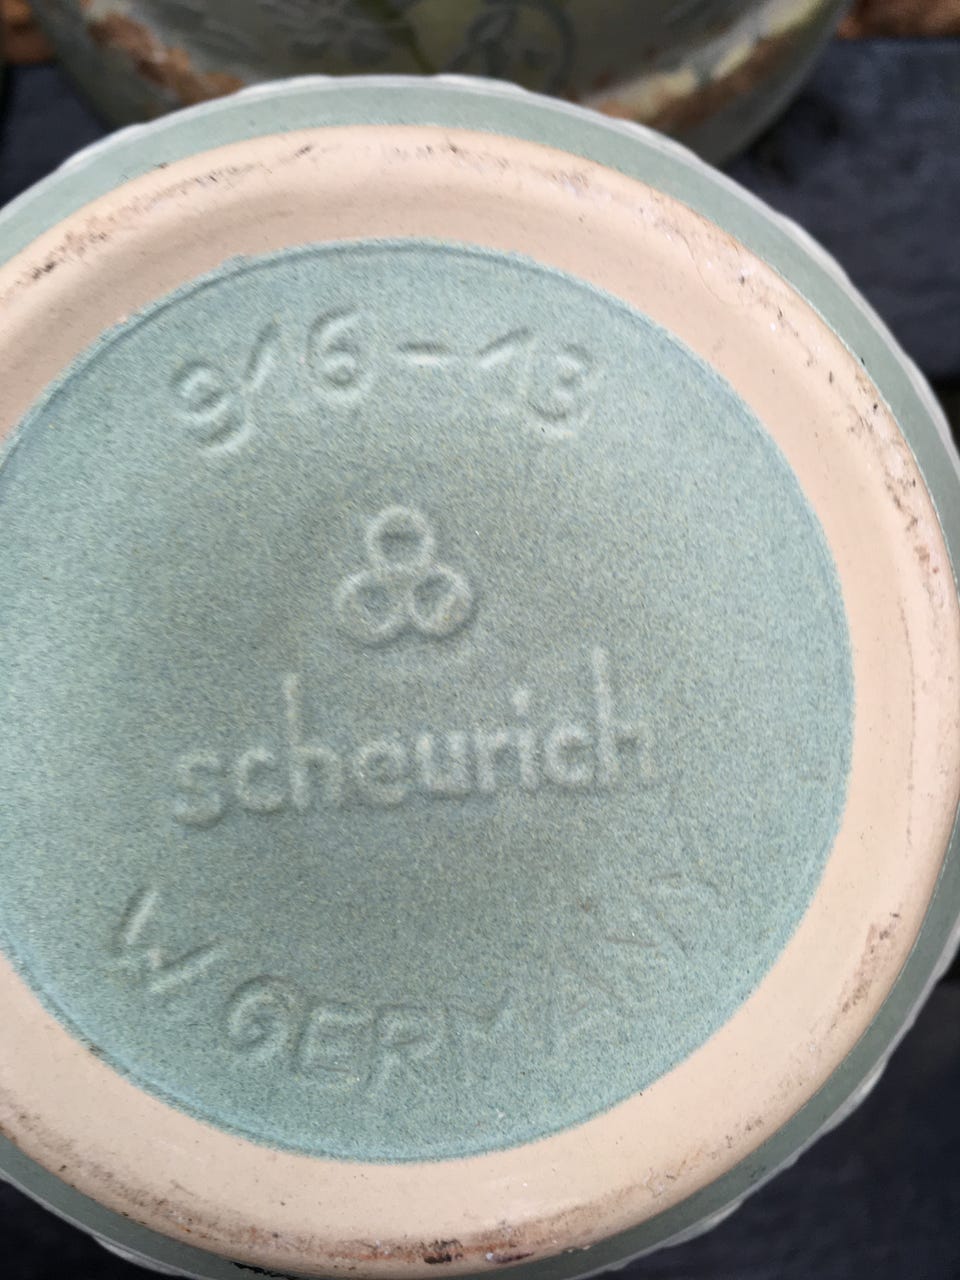 916-13
scheurich
W. GERMANY